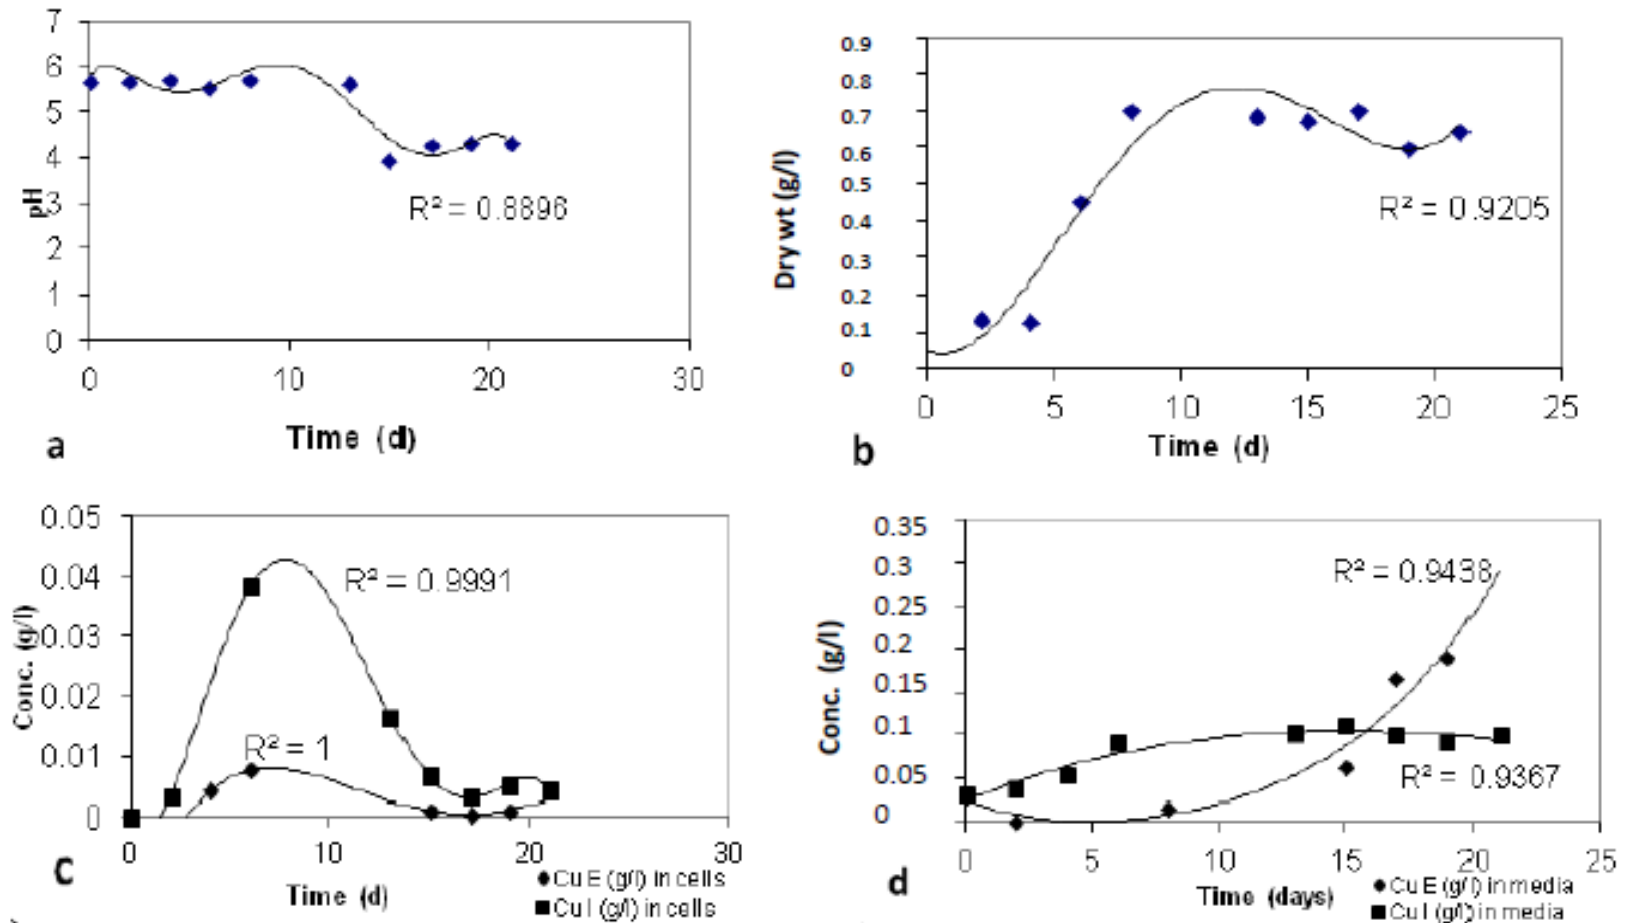 7
6
5
4
3
2
1
0
pH
R² = 0.8896
0 10 20 30
Time (d)
a
0.9
0.8
0.7
0.6
0.5
0.4
0.3
0.2
0.1
0
Dry wt (g/l)
R² = 0.9205
0 5 10 15 20 25
Time (d)
b
0.05
0.04
0.03
0.02
0.01
0
Conc. (g/l)
R² = 0.9991
R² = 1
0 10 20 30
Time (d)
c
Cu E (g/l) in cells
Cu I (g/l) in cells
0.35
0.3
0.25
0.2
0.15
0.1
0.05
0
Conc. (g/l)
R² = 0.9438
R² = 0.9367
0 5 10 15 20 25
Time (days)
d
Cu E (g/l) in media
Cu I (g/l) in media